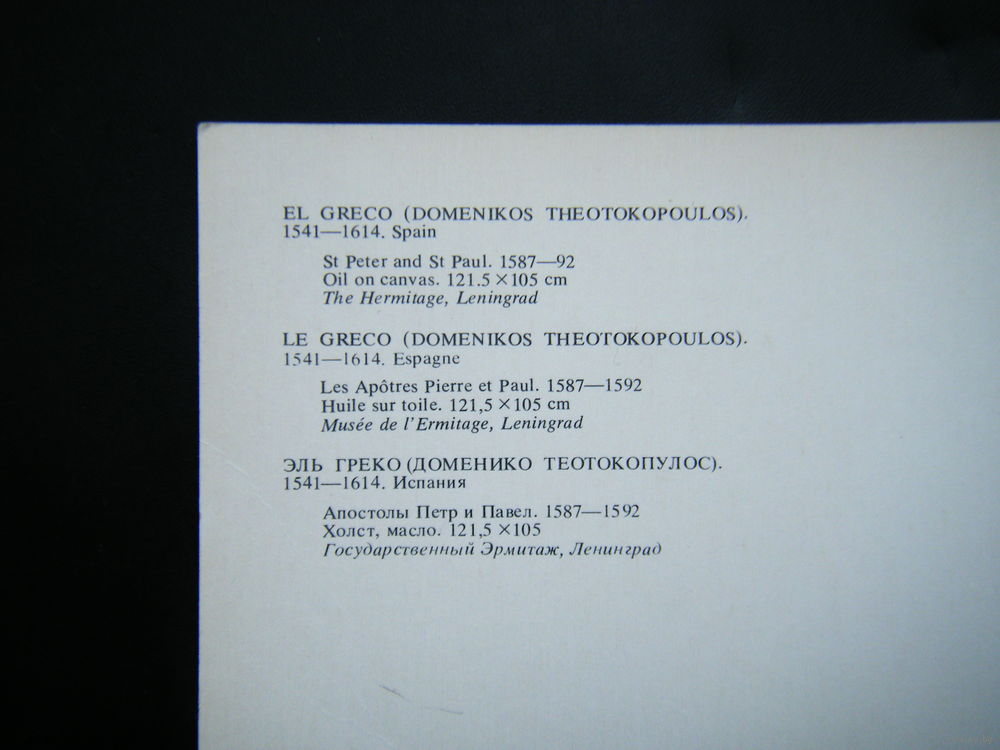 EL GRECO (DOMENIKOS THEOTOKOPOULOS).
1541—1614. Spain
St Peter and St Paul. 1587—92
Oil on canvas. 121.5 × 105 cm
The Hermitage, Leningrad
LE GRECO (DOMENIKOS THEOTOKOPOULOS).
1541—1614. Espagne
Les Apôtres Pierre et Paul. 1587—1592
Huile sur toile. 121,5 × 105 cm
Musée de l'Ermitage, Leningrad
ЭЛЬ ГРЕКО (ДОМЕНИКО ТЕОТОКОПУЛОС).
1541—1614. Испания
Апостолы Петр и Павел. 1587—1592
Холст, масло. 121,5 × 105
Государственный Эрмитаж, Ленинград